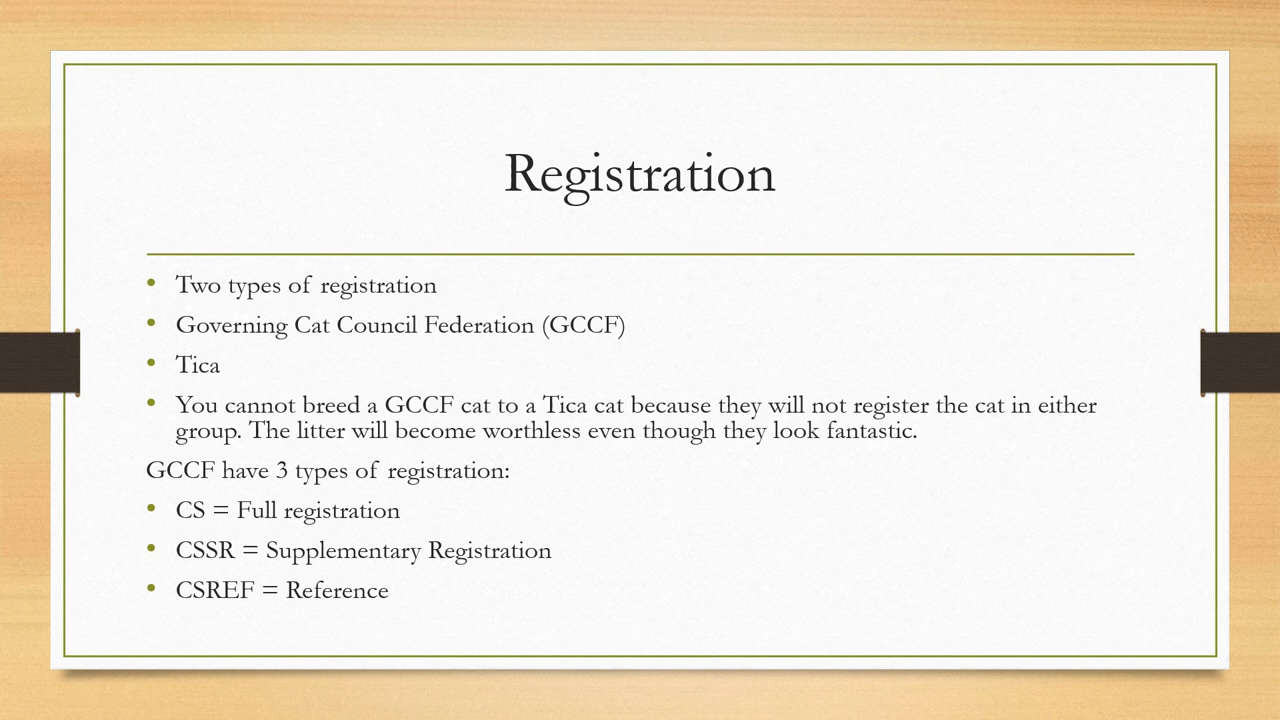 Registration
• Two types of registration
• Governing Cat Council Federation (GCCF)
• Tica
• You cannot breed a GCCF cat to a Tica cat because they will not register the cat in either
group. The litter will become worthless even though they look fantastic.
GCCF have 3 types of registration:
• CS = Full registration
• CSSR = Supplementary Registration
• CSREF = Reference